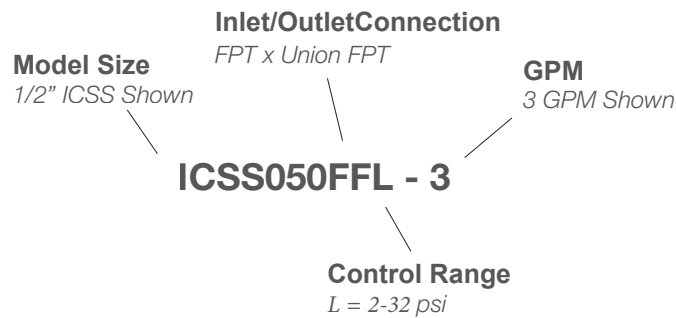 Inlet/OutletConnection
FPT x Union FPT
Model Size
1/2” ICSS Shown
GPM
3 GPM Shown
ICSS050FFL - 3
Control Range
L = 2-32 psi